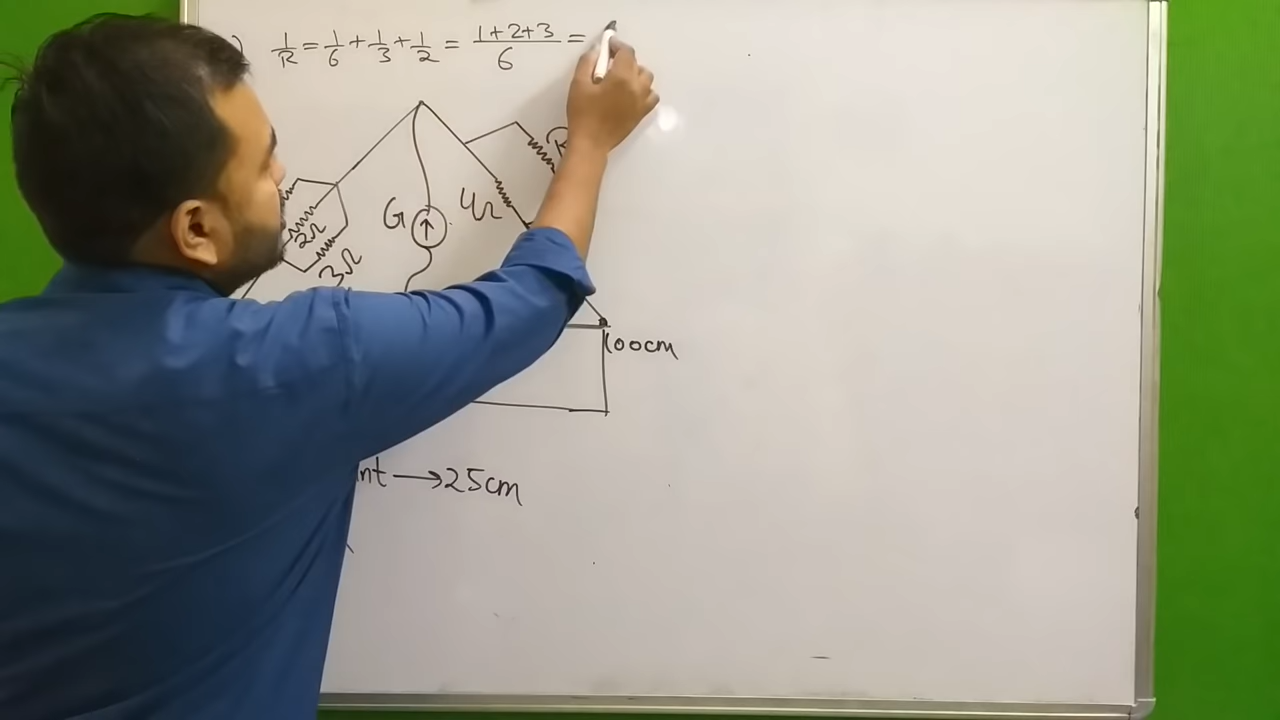 ) 1/R = 1/6 + 1/3 + 1/2 = (1+2+3)/6 =
R
2Ω
G
4Ω
3Ω
100cm
nt → 25cm